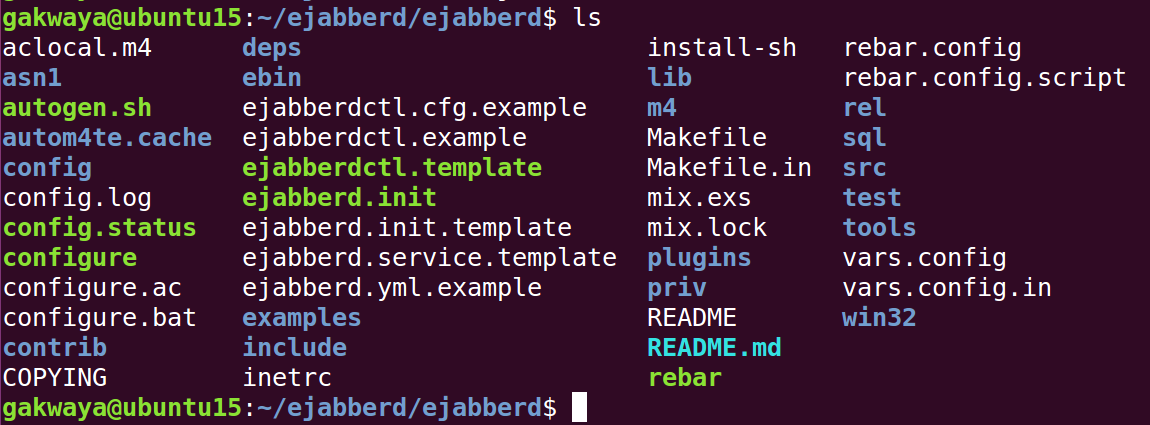 gakwaya@ubuntu15:~/ejabberd/ejabberd$ ls
aclocal.m4 deps install-sh rebar.config
asn1 ebin lib rebar.config.script
autogen.sh ejabberdctl.cfg.example m4 rel
autom4te.cache ejabberdctl.example Makefile sql
config ejabberdctl.template Makefile.in src
config.log ejabberd.init mix.exs test
config.status ejabberd.init.template mix.lock tools
configure ejabberd.service.template plugins vars.config
configure.ac ejabberd.yml.example priv vars.config.in
configure.bat examples README win32
contrib include README.md
COPYING inetrc rebar
gakwaya@ubuntu15:~/ejabberd/ejabberd$